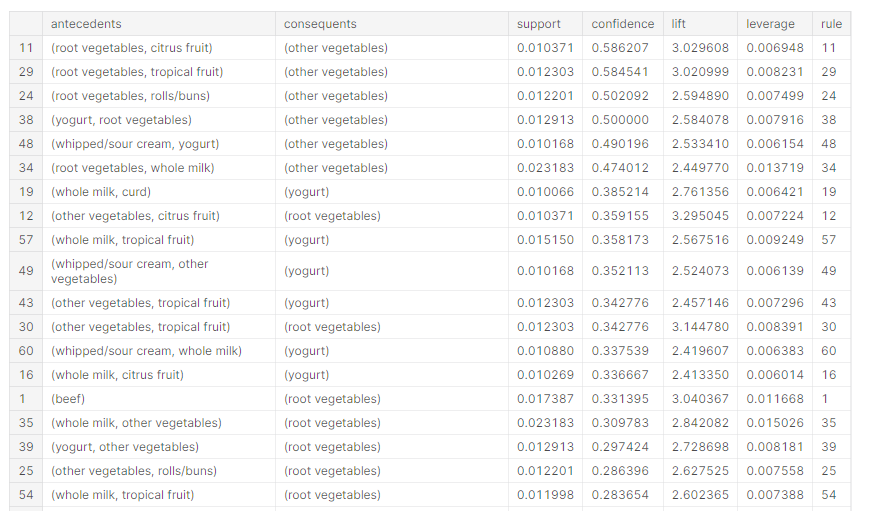 antecedents consequents support confidence lift leverage rule
11 (root vegetables, citrus fruit) (other vegetables) 0.010371 0.586207 3.029608 0.006948 11
29 (root vegetables, tropical fruit) (other vegetables) 0.012303 0.584541 3.020999 0.008231 29
24 (root vegetables, rolls/buns) (other vegetables) 0.012201 0.502092 2.594890 0.007499 24
38 (yogurt, root vegetables) (other vegetables) 0.012913 0.500000 2.584078 0.007916 38
48 (whipped/sour cream, yogurt) (other vegetables) 0.010168 0.490196 2.533410 0.006154 48
34 (root vegetables, whole milk) (other vegetables) 0.023183 0.474012 2.449770 0.013719 34
19 (whole milk, curd) (yogurt) 0.010066 0.385214 2.761356 0.006421 19
12 (other vegetables, citrus fruit) (root vegetables) 0.010371 0.359155 3.295045 0.007224 12
57 (whole milk, tropical fruit) (yogurt) 0.015150 0.358173 2.567516 0.009249 57
49 (whipped/sour cream, other
vegetables) (yogurt) 0.010168 0.352113 2.524073 0.006139 49
43 (other vegetables, tropical fruit) (yogurt) 0.012303 0.342776 2.457146 0.007296 43
30 (other vegetables, tropical fruit) (root vegetables) 0.012303 0.342776 3.144780 0.008391 30
60 (whipped/sour cream, whole milk) (yogurt) 0.010880 0.337539 2.419607 0.006383 60
16 (whole milk, citrus fruit) (yogurt) 0.010269 0.336667 2.413350 0.006014 16
1 (beef) (root vegetables) 0.017387 0.331395 3.040367 0.011668 1
35 (whole milk, other vegetables) (root vegetables) 0.023183 0.309783 2.842082 0.015026 35
39 (yogurt, other vegetables) (root vegetables) 0.012913 0.297424 2.728698 0.008181 39
25 (other vegetables, rolls/buns) (root vegetables) 0.012201 0.286396 2.627525 0.007558 25
54 (whole milk, tropical fruit) (root vegetables) 0.011998 0.283654 2.602365 0.007388 54